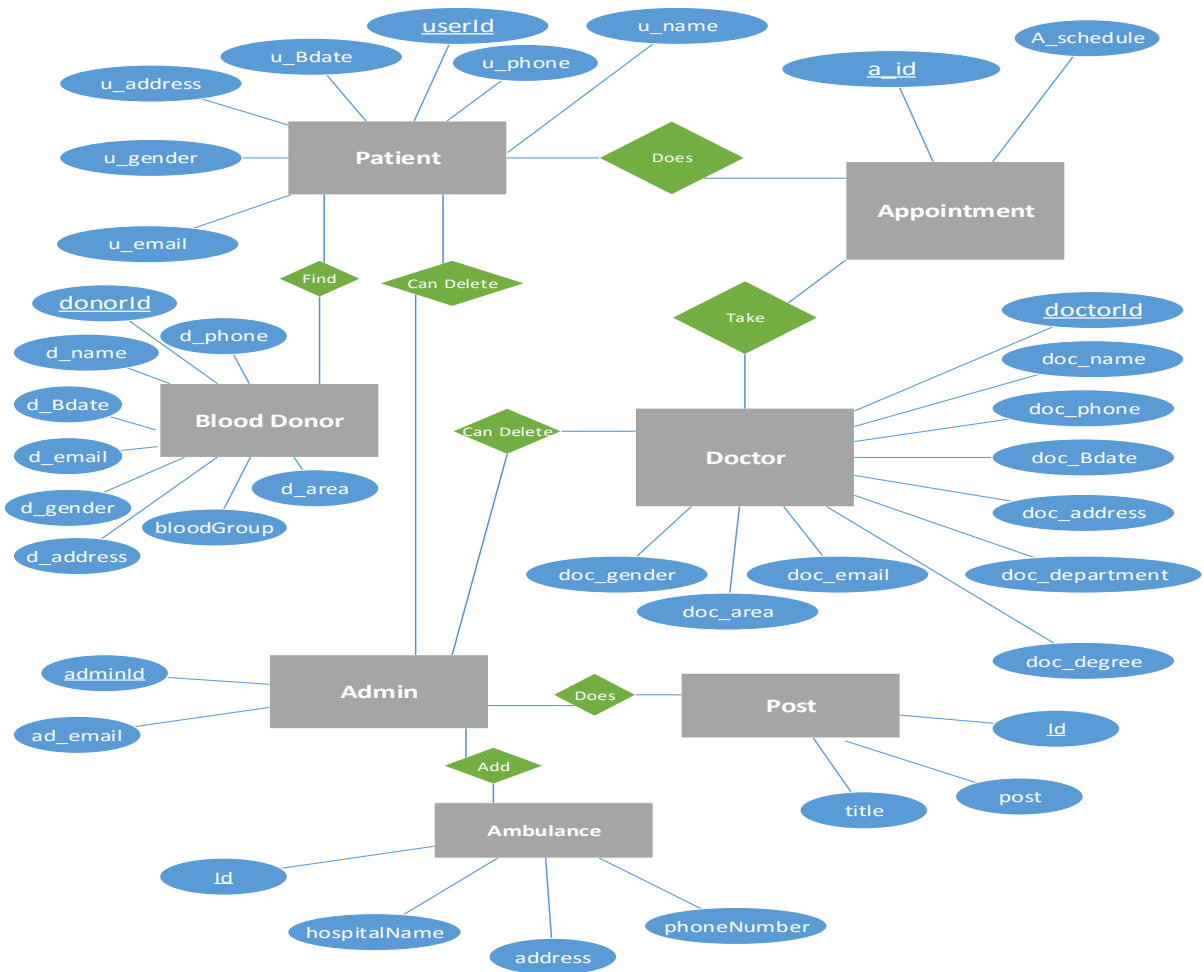 userId
u_name
u_Bdate
u_phone
u_address
A_schedule
a_id
Patient
Does
u_gender
Appointment
u_email
Find
Can Delete
donorId
d_phone
Take
doctorId
d_name
doc_name
d_Bdate
Blood Donor
doc_phone
Can Delete
Doctor
d_email
doc_Bdate
d_area
d_gender
bloodGroup
doc_address
d_address
doc_gender
doc_email
doc_department
doc_area
doc_degree
adminId
Admin
Does
Post
ad_email
Id
Add
post
title
Ambulance
Id
hospitalName
phoneNumber
address